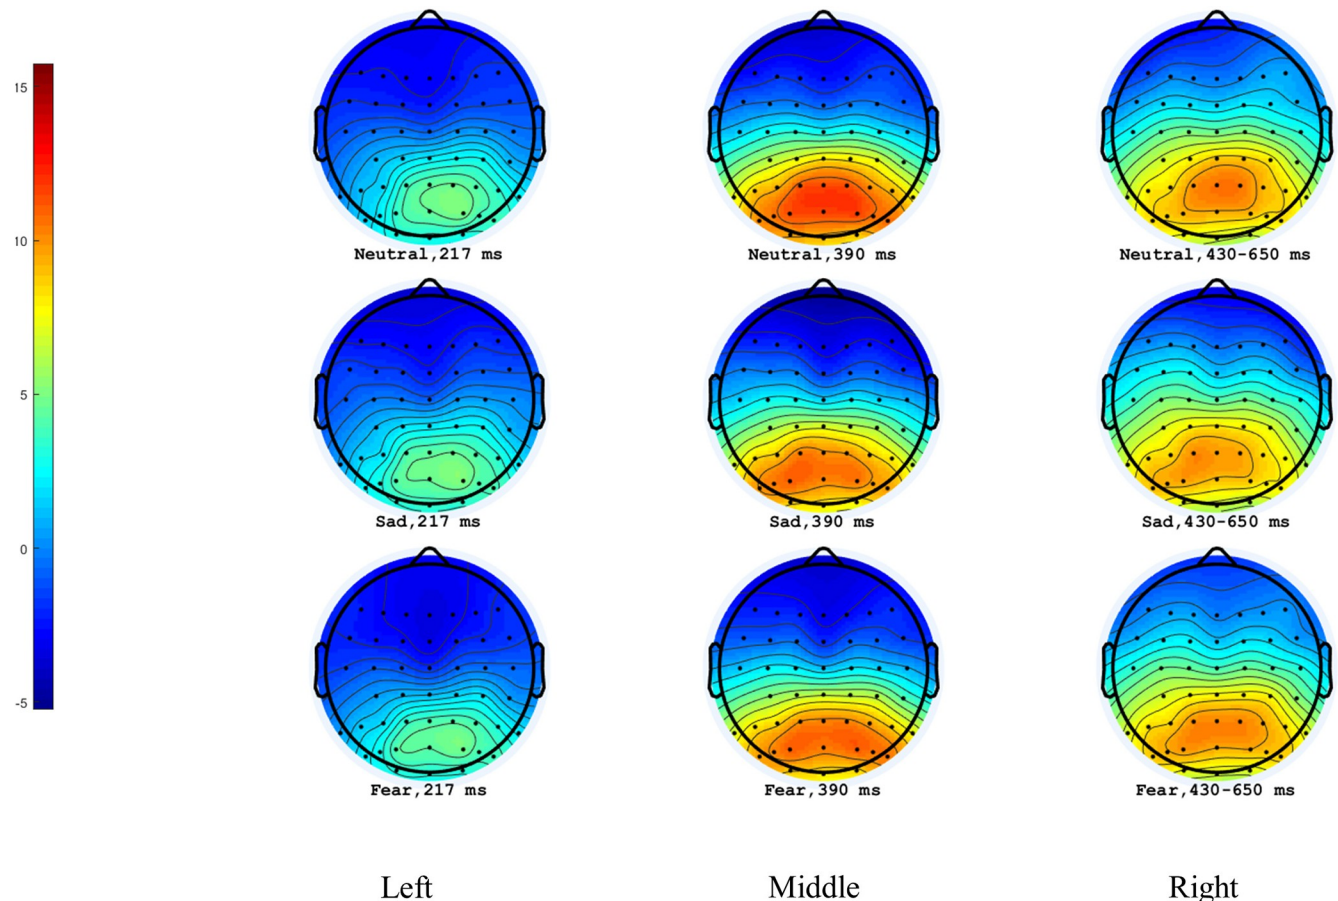 15
10
5
0
-5
Neutral,217 ms
Neutral,390 ms
Neutral,430-650 ms
Sad,217 ms
Sad,390 ms
Sad,430-650 ms
Fear,217 ms
Fear,390 ms
Fear,430-650 ms
Left
Middle
Right